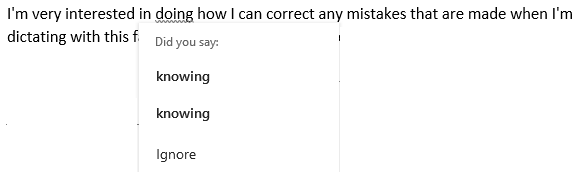 I'm very interested in doing how I can correct any mistakes that are made when I'm
dictating with this
Did you say:
knowing
knowing
Ignore